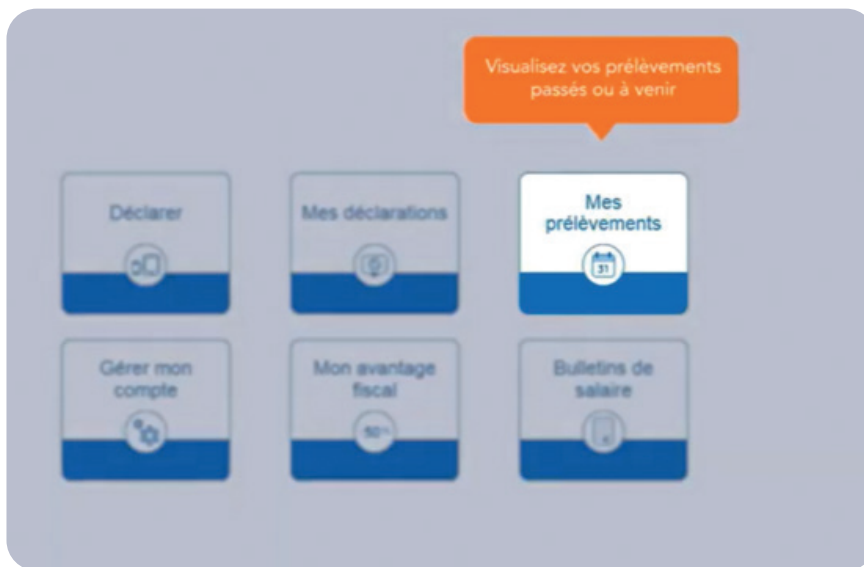 Visualisez vos prélèvements
passés ou à venir
Déclarer
Mes déclarations
Mes
prélèvements
31
Gérer mon
compte
Mon avantage
fiscal
50%
Bulletins de
salaire